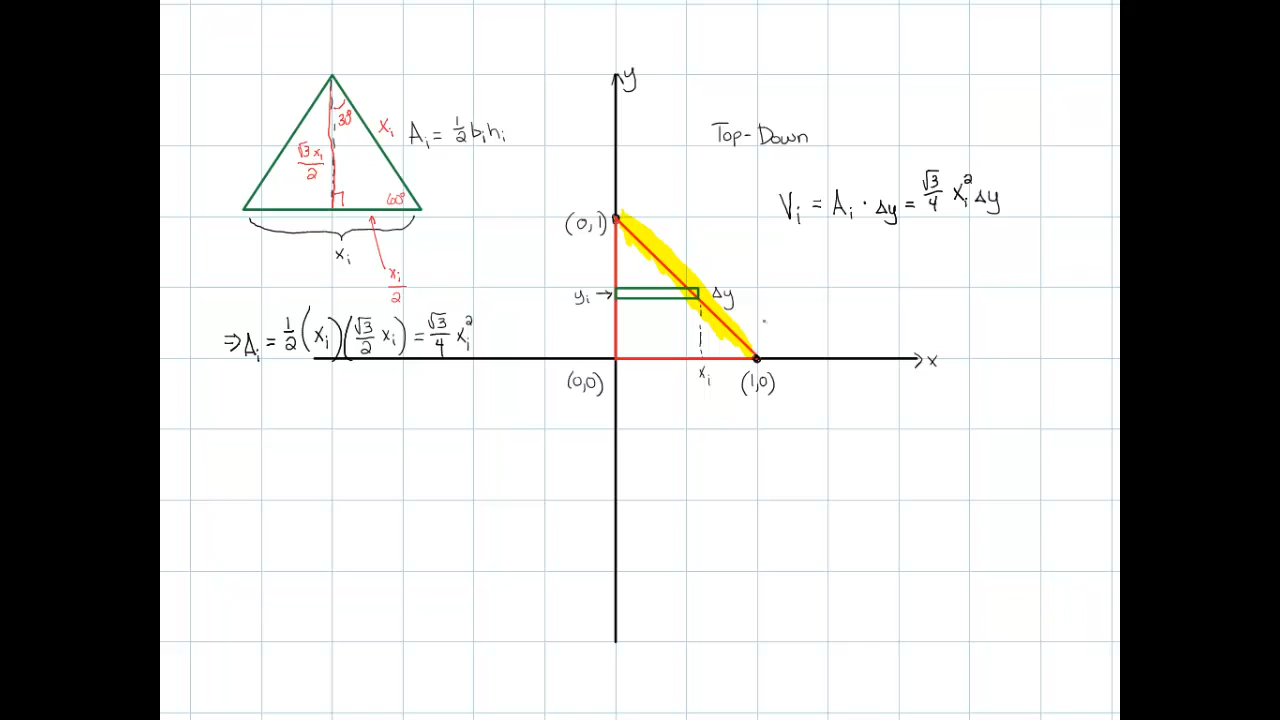 y
30°
x_i
A_i = 1/2 b_i h_i
√3 x_i / 2
60°
x_i
x_i / 2
⇒ A_i = 1/2 (x_i)(√3/2 x_i) = √3/4 x_i²
Top-Down
V_i = A_i · Δy = √3/4 x_i² Δy
(0,1)
y_i →
Δy
x
(0,0)
x_i
(1,0)